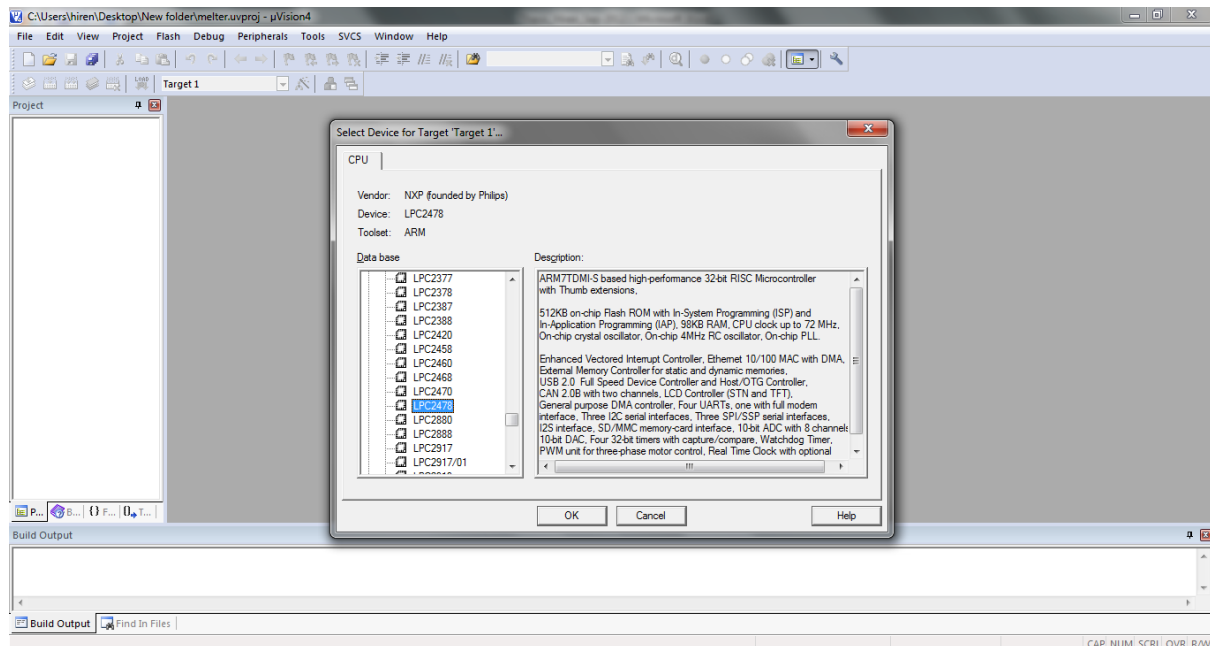 C:\Users\hiren\Desktop\New folder\melter.uvproj - µVision4
File Edit View Project Flash Debug Peripherals Tools SVCS Window Help
LOAD Target 1
Project
Select Device for Target 'Target 1'...
CPU
Vendor: NXP (founded by Philips)
Device: LPC2478
Toolset: ARM
Data base
LPC2377
LPC2378
LPC2387
LPC2388
LPC2420
LPC2458
LPC2460
LPC2468
LPC2470
LPC2478
LPC2880
LPC2888
LPC2917
LPC2917/01
Description:
ARM7TDMI-S based high-performance 32-bit RISC Microcontroller
with Thumb extensions,
512KB on-chip Flash ROM with In-System Programming (ISP) and
In-Application Programming (IAP), 98KB RAM, CPU clock up to 72 MHz,
On-chip crystal oscillator, On-chip 4MHz RC oscillator, On-chip PLL.
Enhanced Vectored Interrupt Controller, Ethernet 10/100 MAC with DMA,
External Memory Controller for static and dynamic memories,
USB 2.0 Full Speed Device Controller and Host/OTG Controller,
CAN 2.0B with two channels, LCD Controller (STN and TFT),
General purpose DMA controller, Four UARTs, one with full modem
interface, Three I2C serial interfaces, Three SPI/SSP serial interfaces,
I2S interface, SD/MMC memory-card interface, 10-bit ADC with 8 channels
10-bit DAC, Four 32-bit timers with capture/compare, Watchdog Timer,
PWM unit for three-phase motor control, Real Time Clock with optional
OK Cancel Help
P... B... {} F... 0 T...
Build Output
Build Output Find In Files
CAP NUM SCRL OVR R/W